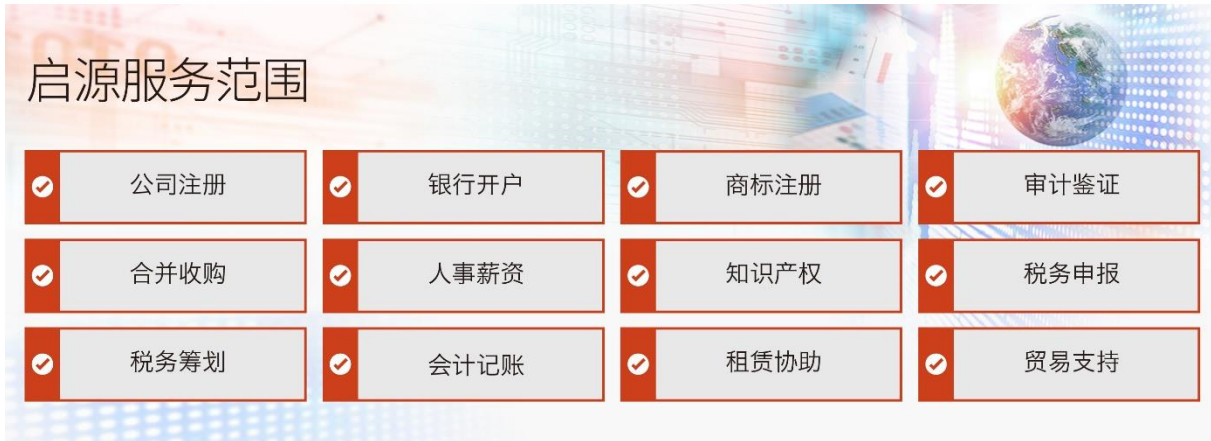 启源服务范围
公司注册
银行开户
商标注册
审计鉴证
合并收购
人事薪资
知识产权
税务申报
税务筹划
会计记账
租赁协助
贸易支持